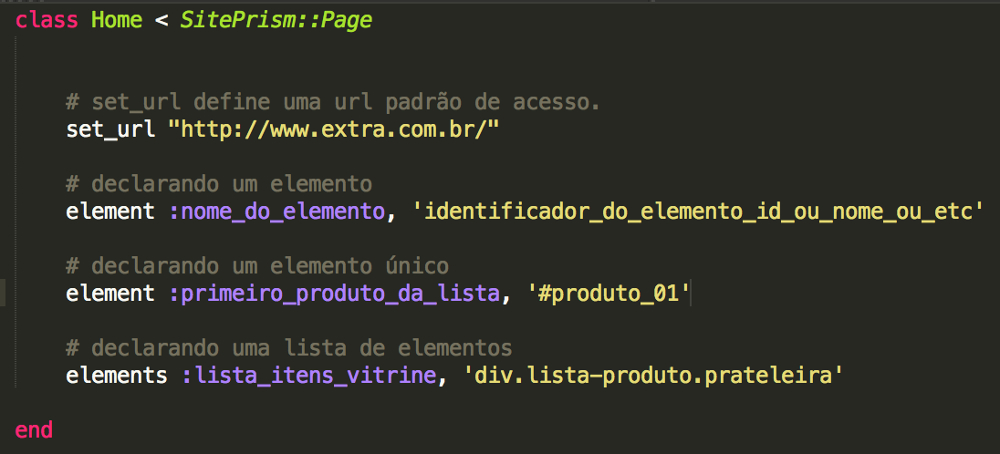 class Home < SitePrism::Page
# set_url define uma url padrão de acesso.
set_url "http://www.extra.com.br/"
# declarando um elemento
element :nome_do_elemento, 'identificador_do_elemento_id_ou_nome_ou_etc'
# declarando um elemento único
element :primeiro_produto_da_lista, '#produto_01'
# declarando uma lista de elementos
elements :lista_itens_vitrine, 'div.lista-produto.prateleira'
end